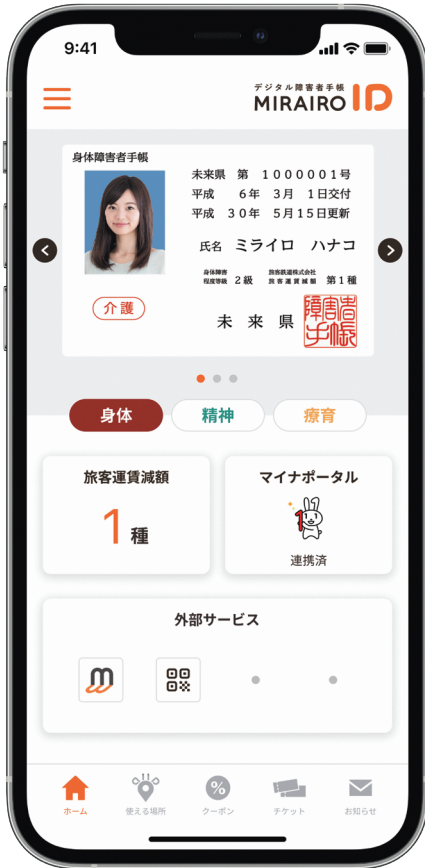 9:41
デジタル障害者手帳
MIRAIRO ID
身体障害者手帳
未来県 第 1000001号
平成 6年 3月 1日交付
平成 30年 5月15日更新
氏名 ミライロ ハナコ
身体障害程度等級 2級 旅客鉄道株式会社旅客運賃減額 第1種
介護
未来県
障害者手帳
身体
精神
療育
旅客運賃減額
1種
マイナポータル
1
連携済
外部サービス
m
ホーム
使える場所
%
クーポン
チケット
お知らせ